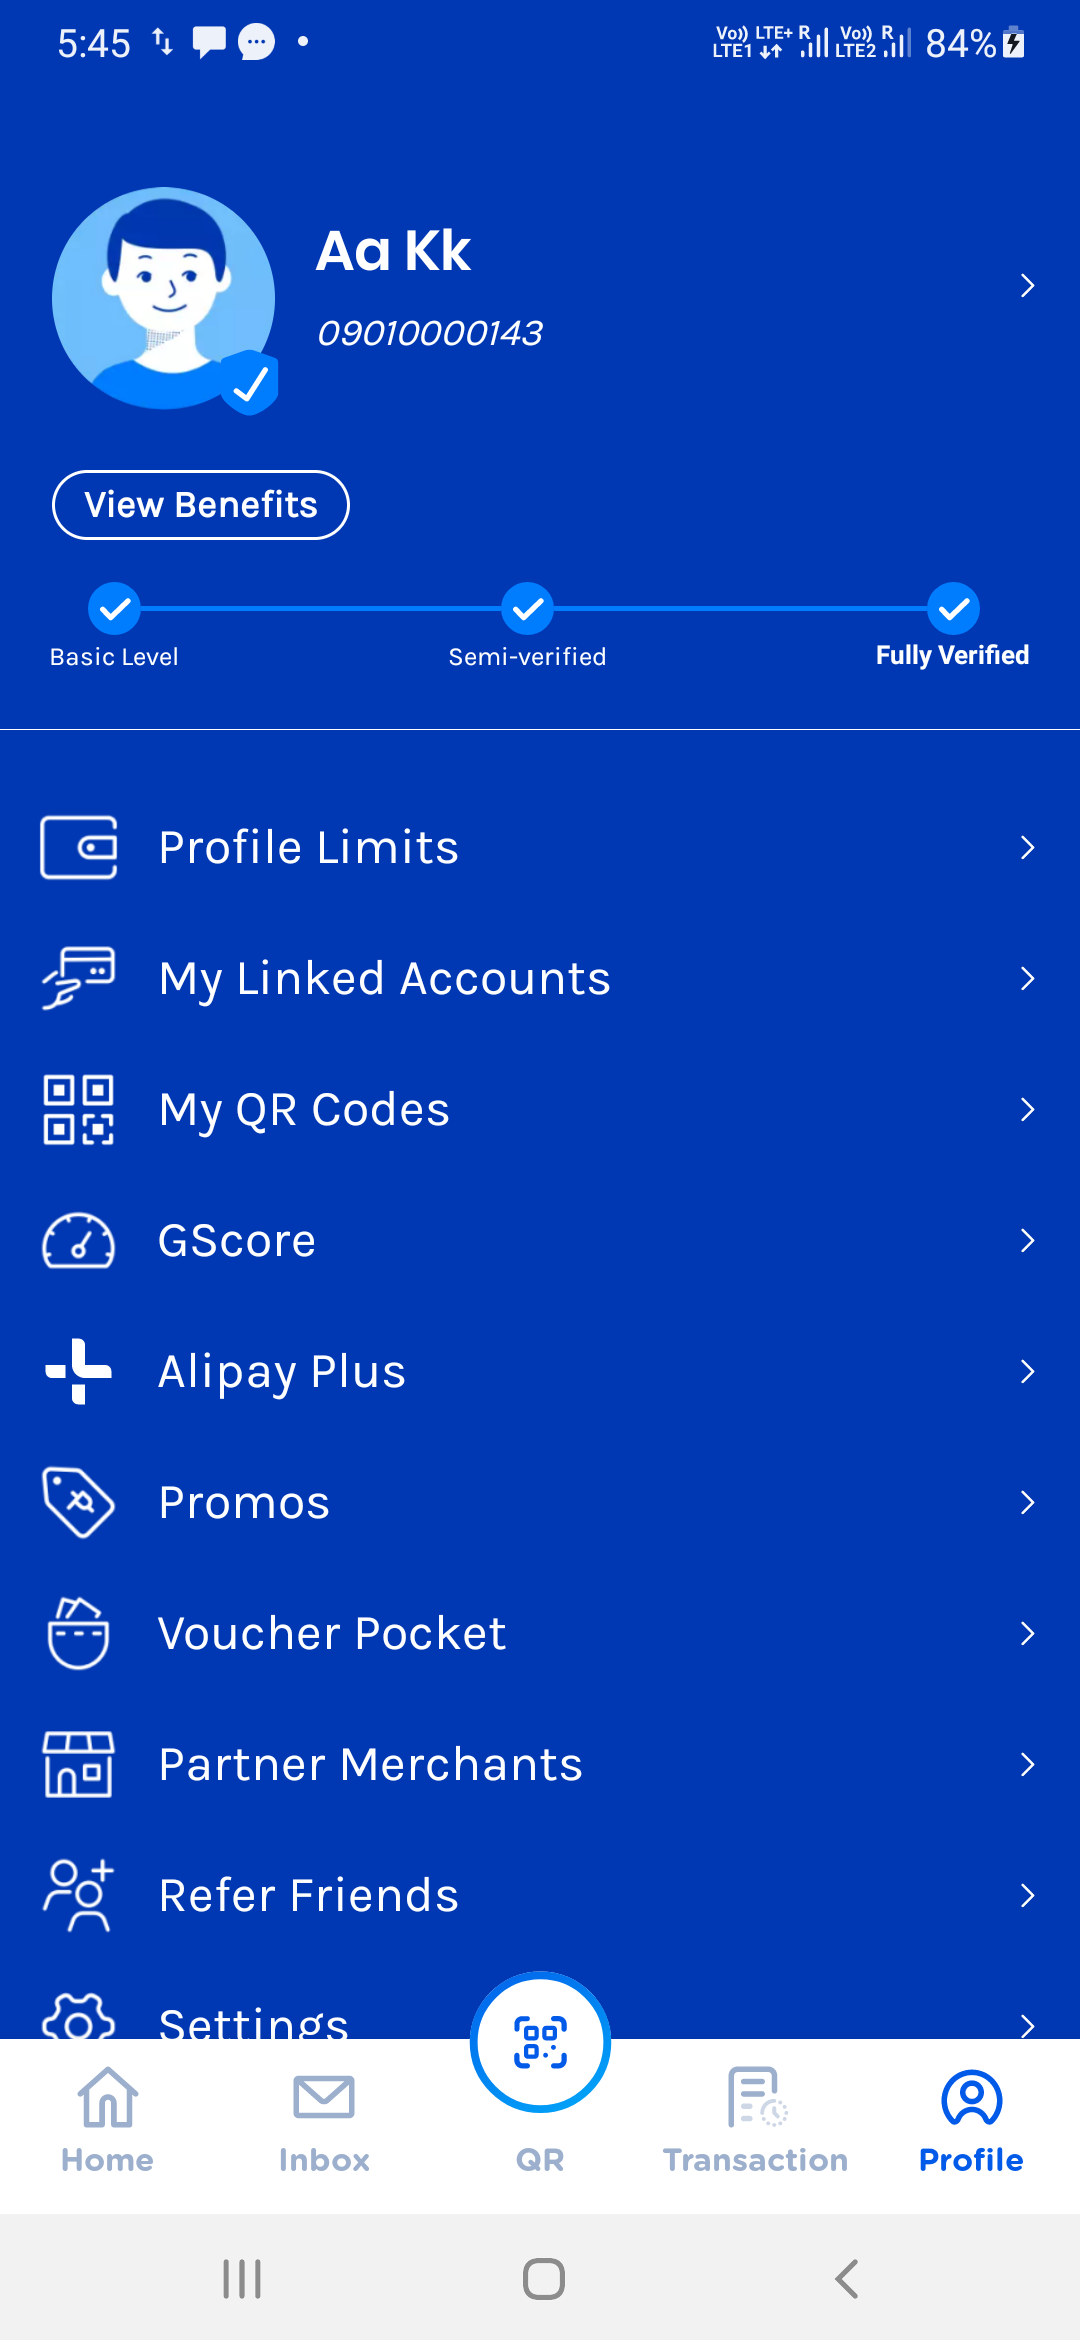 5:45
Vo)) LTE+ R Vo)) R 84%
LTE1 LTE2
Aa Kk
09010000143
View Benefits
Basic Level Semi-verified Fully Verified
Profile Limits
My Linked Accounts
My QR Codes
GScore
Alipay Plus
Promos
Voucher Pocket
Partner Merchants
Refer Friends
Settings
Home Inbox QR Transaction Profile